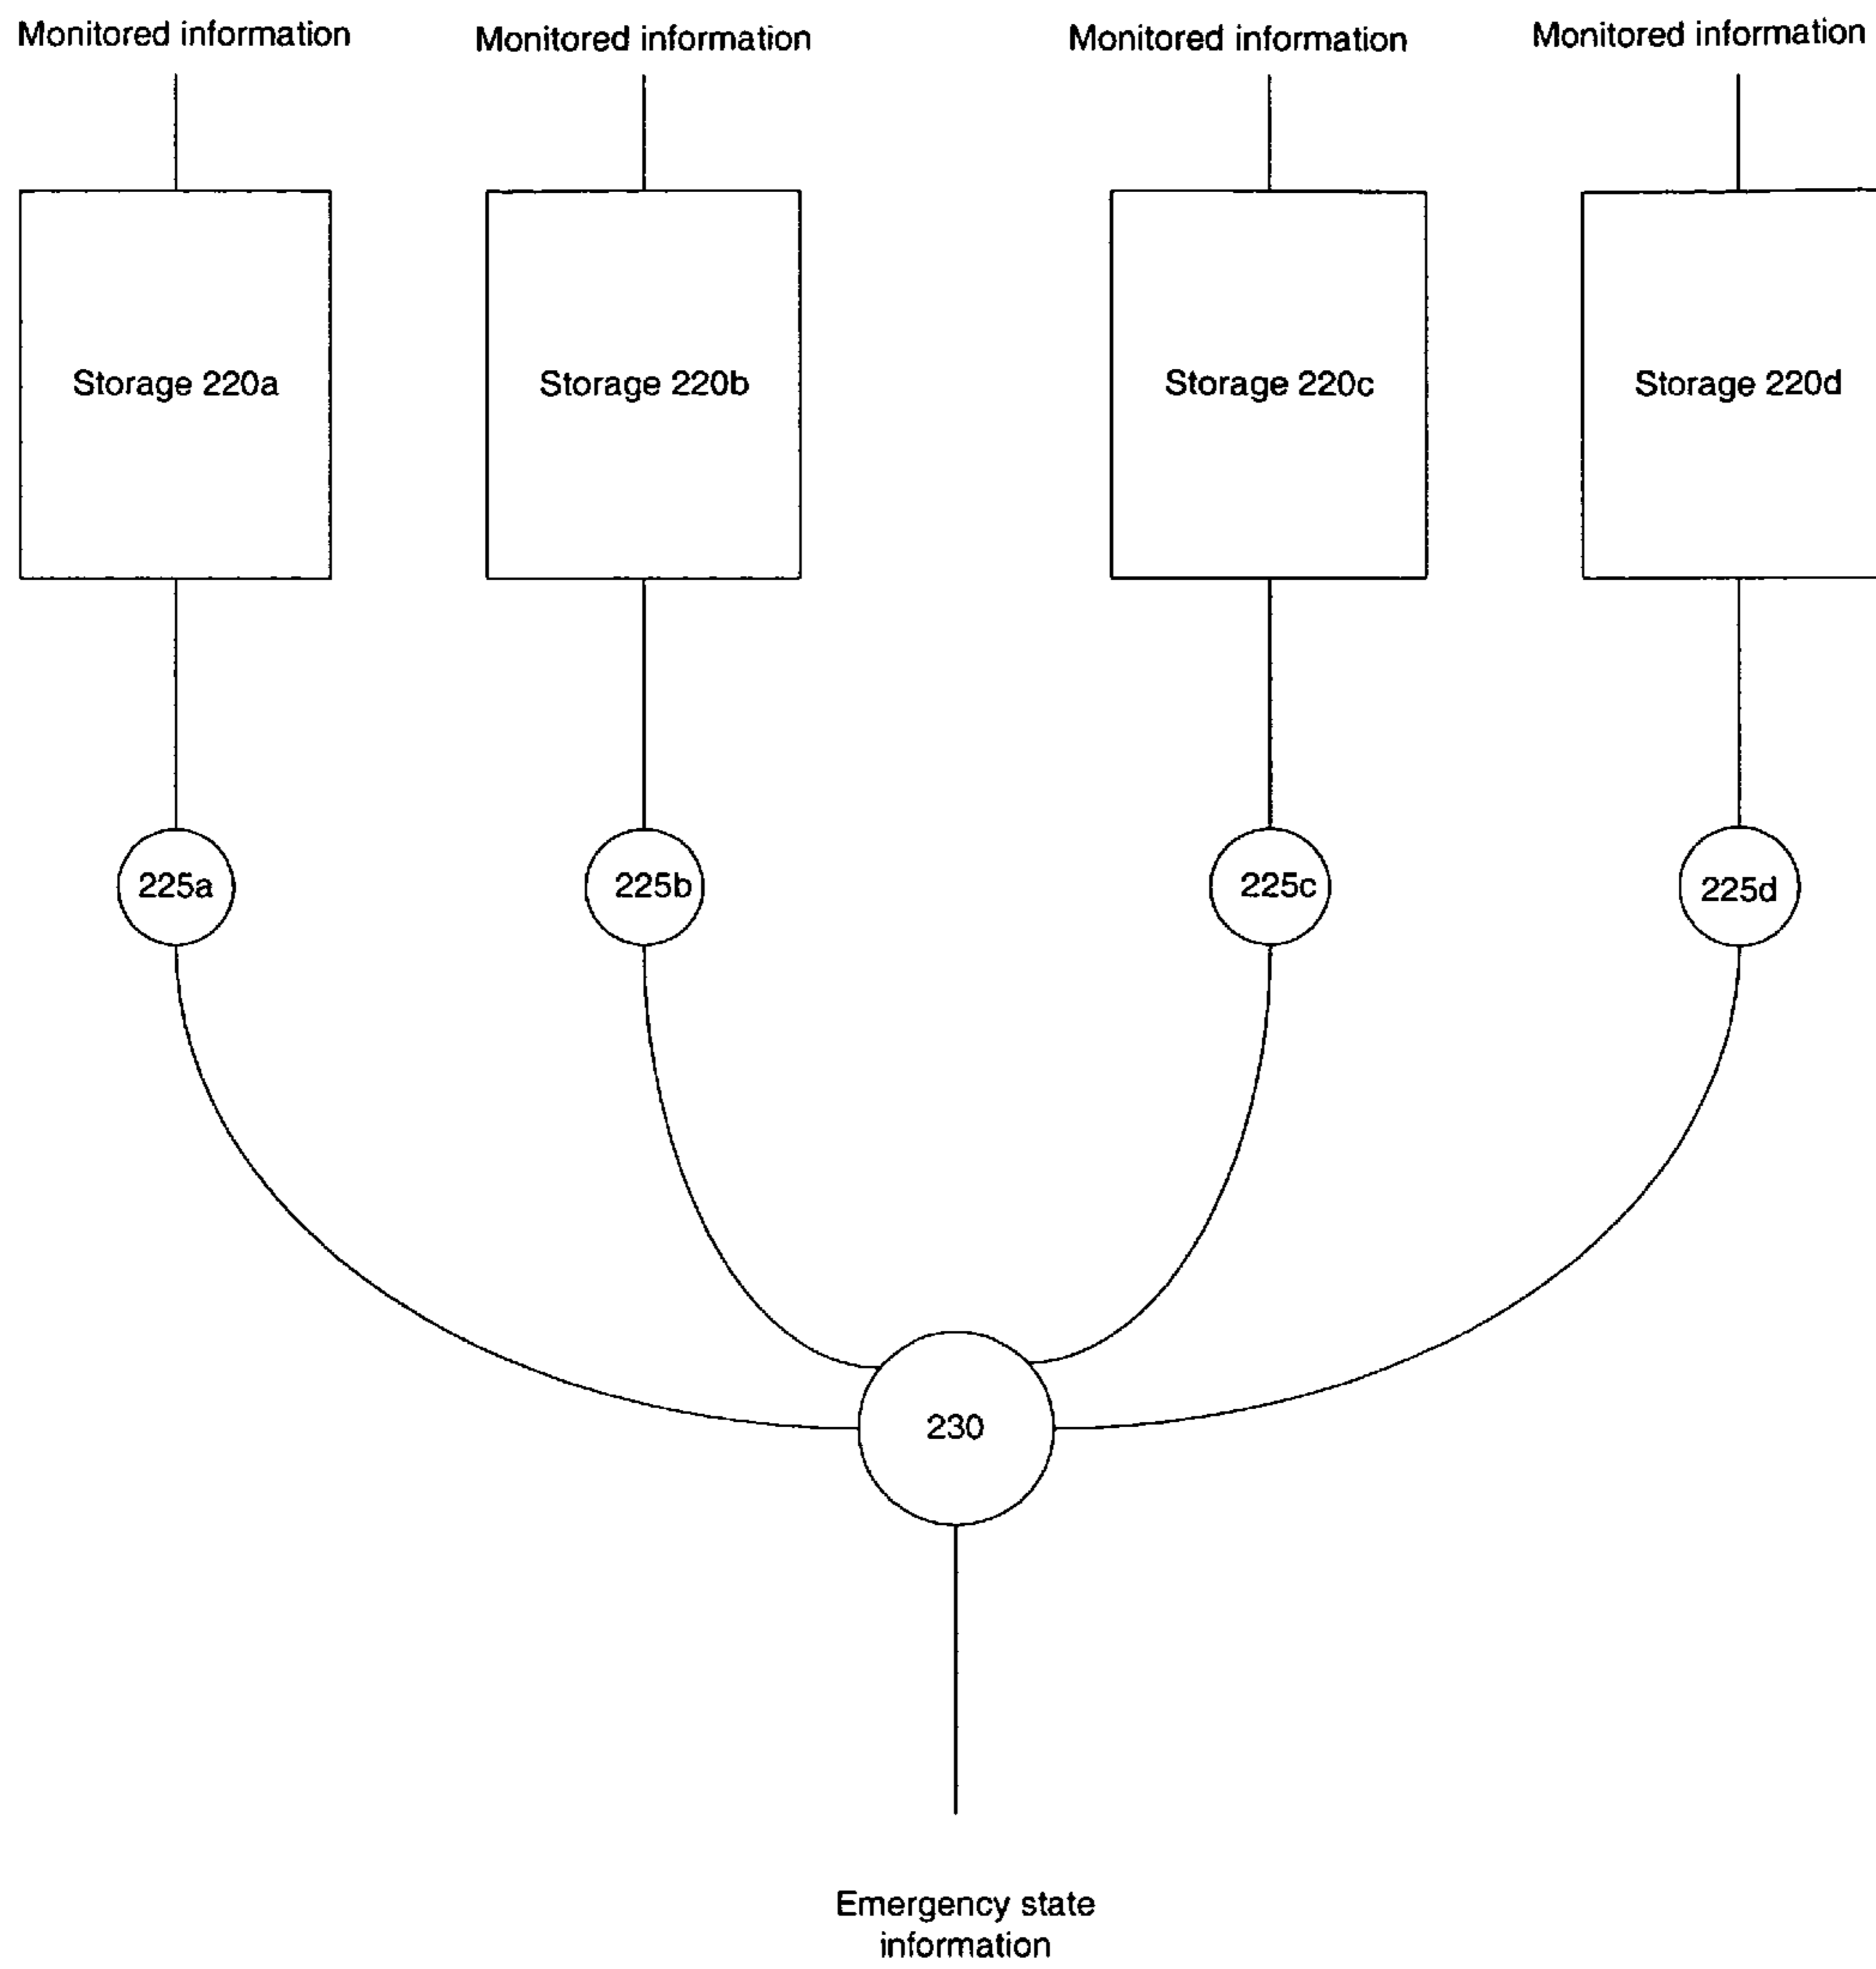 Monitored information
Monitored information
Monitored information
Monitored information
Storage 220a
Storage 220b
Storage 220c
Storage 220d
225a
225b
225c
225d
230
Emergency state
information